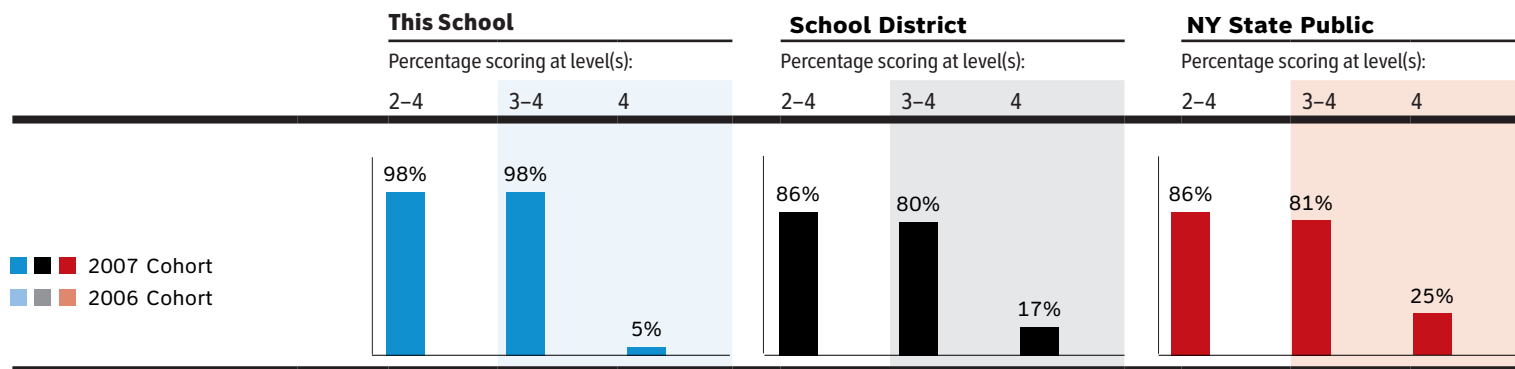 This School
Percentage scoring at level(s):
2–4 3–4 4
98% 98% 5%
School District
Percentage scoring at level(s):
2–4 3–4 4
86% 80% 17%
NY State Public
Percentage scoring at level(s):
2–4 3–4 4
86% 81% 25%
2007 Cohort
2006 Cohort